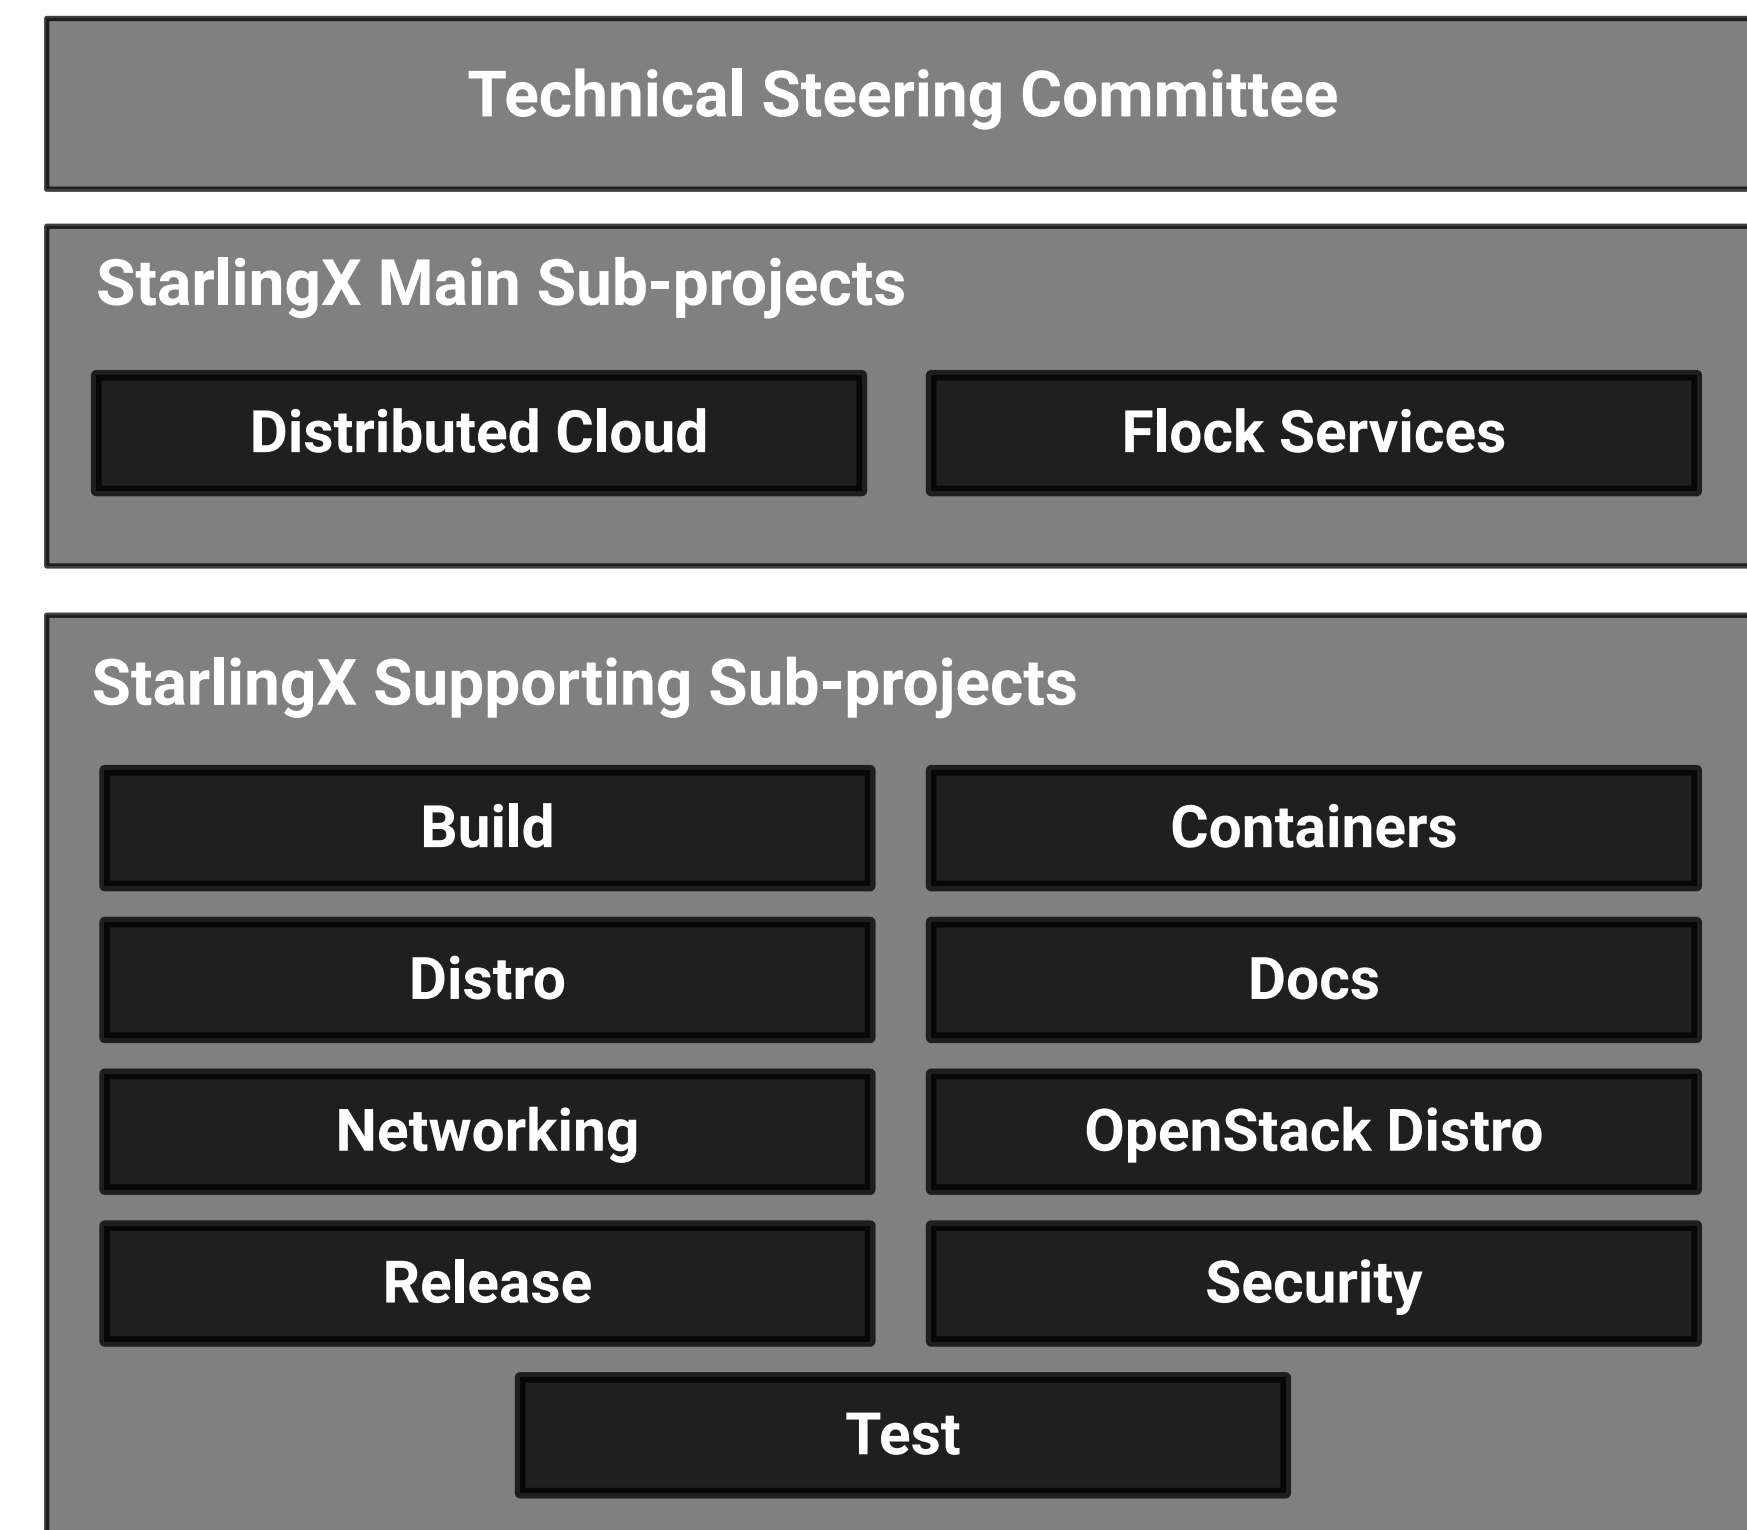 Technical Steering Committee
StarlingX Main Sub-projects
Distributed Cloud
Flock Services
StarlingX Supporting Sub-projects
Build
Containers
Distro
Docs
Networking
OpenStack Distro
Release
Security
Test